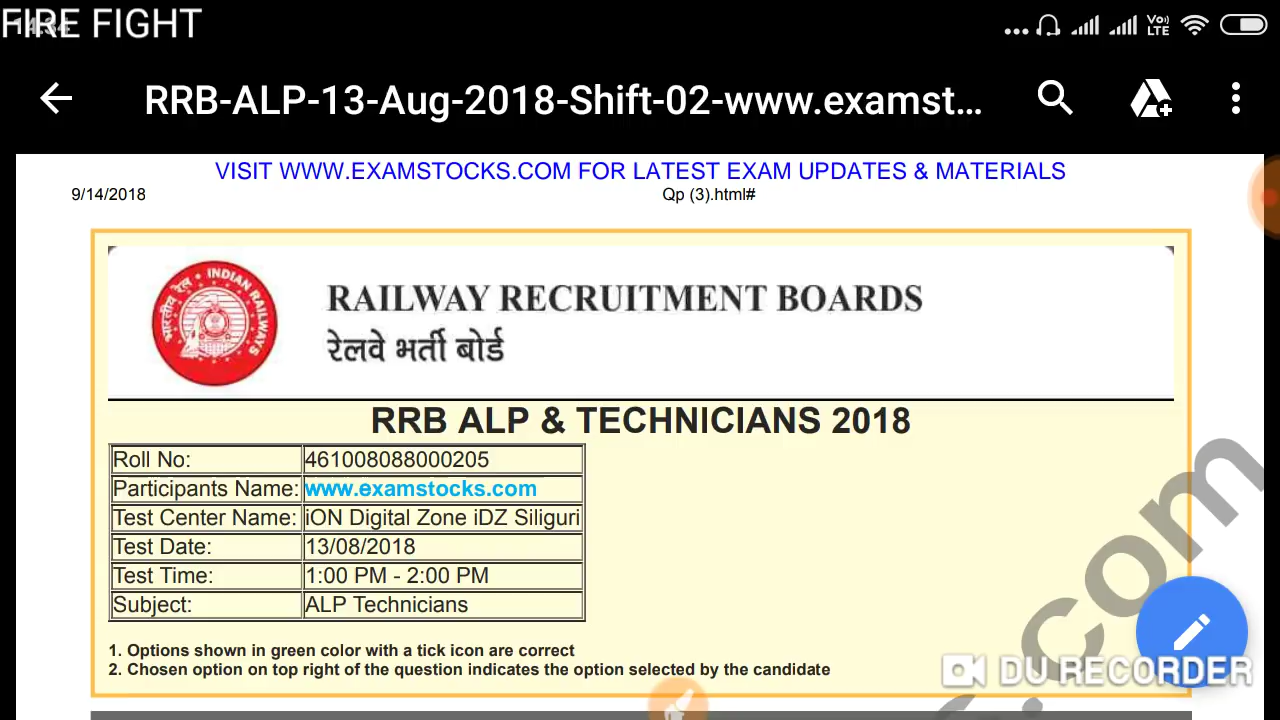 FIRE FIGHT
RRB-ALP-13-Aug-2018-Shift-02-www.examst...
VISIT WWW.EXAMSTOCKS.COM FOR LATEST EXAM UPDATES & MATERIALS
9/14/2018 Qp (3).html#
INDIAN RAILWAYS
भारतीय रेल
RAILWAY RECRUITMENT BOARDS
रेलवे भर्ती बोर्ड
RRB ALP & TECHNICIANS 2018
Roll No: 461008088000205
Participants Name: www.examstocks.com
Test Center Name: iON Digital Zone iDZ Siliguri
Test Date: 13/08/2018
Test Time: 1:00 PM - 2:00 PM
Subject: ALP Technicians
1. Options shown in green color with a tick icon are correct
2. Chosen option on top right of the question indicates the option selected by the candidate
.com
DU RECORDER